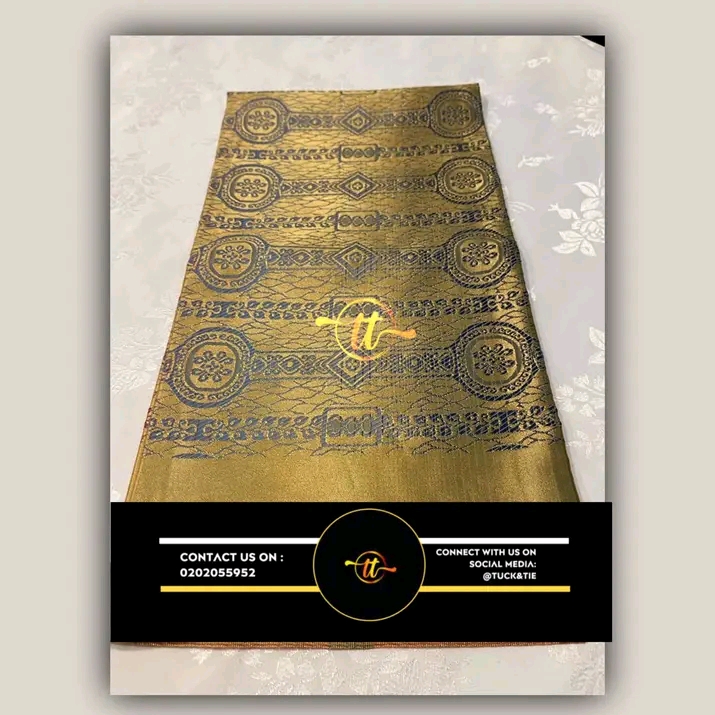 tt
CONTACT US ON :
0202055952
tt
CONNECT WITH US ON
SOCIAL MEDIA:
@TUCK&TIE